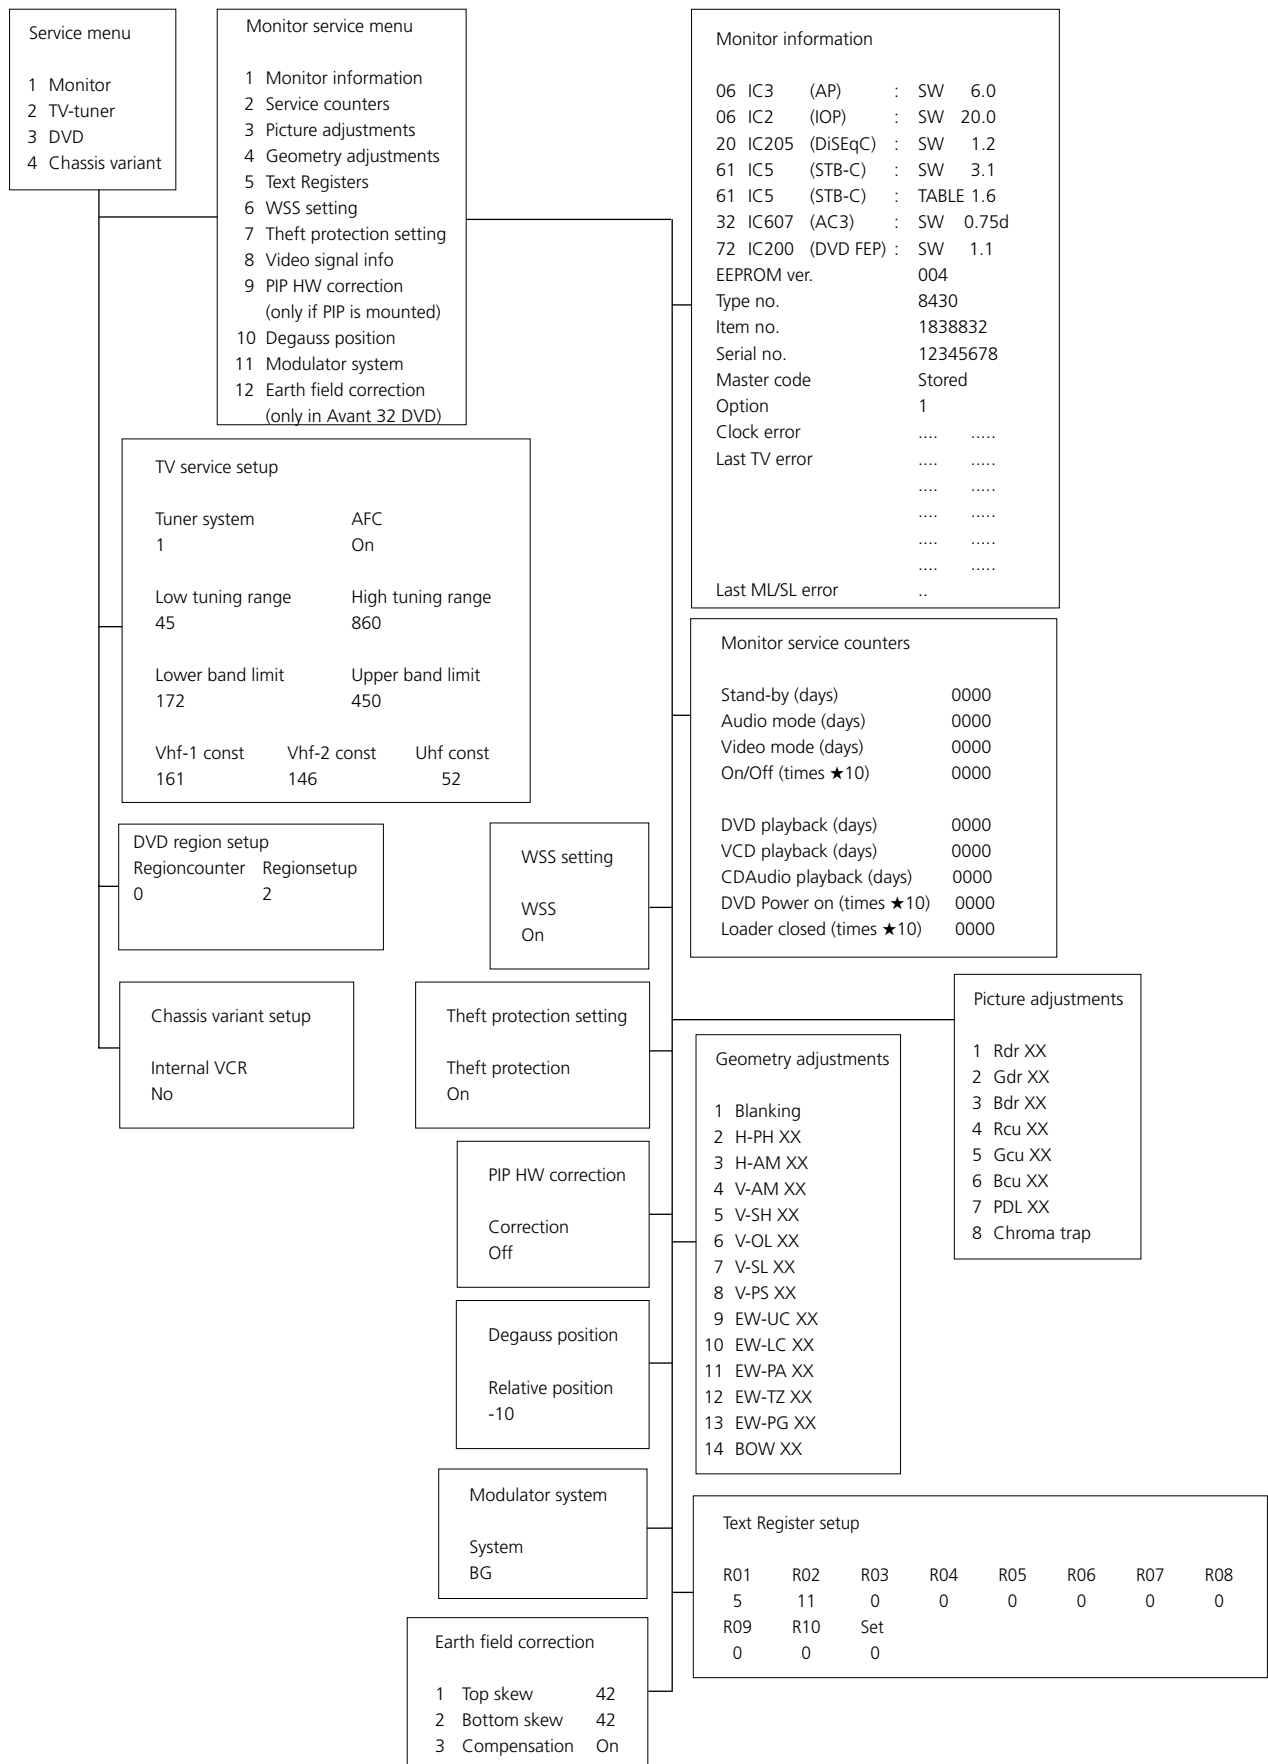 Service menu
1 Monitor
2 TV-tuner
3 DVD
4 Chassis variant
Monitor service menu
1 Monitor information
2 Service counters
3 Picture adjustments
4 Geometry adjustments
5 Text Registers
6 WSS setting
7 Theft protection setting
8 Video signal info
9 PIP HW correction
(only if PIP is mounted)
10 Degauss position
11 Modulator system
12 Earth field correction
(only in Avant 32 DVD)
Monitor information
06 IC3 (AP) : SW 6.0
06 IC2 (IOP) : SW 20.0
20 IC205 (DiSEqC) : SW 1.2
61 IC5 (STB-C) : SW 3.1
61 IC5 (STB-C) : TABLE 1.6
32 IC607 (AC3) : SW 0.75d
72 IC200 (DVD FEP) : SW 1.1
EEPROM ver. 004
Type no. 8430
Item no. 1838832
Serial no. 12345678
Master code Stored
Option 1
Clock error .... .....
Last TV error .... .....
.... .....
.... .....
.... .....
.... .....
Last ML/SL error ..
TV service setup
Tuner system AFC
1 On
Low tuning range High tuning range
45 860
Lower band limit Upper band limit
172 450
Vhf-1 const Vhf-2 const Uhf const
161 146 52
Monitor service counters
Stand-by (days) 0000
Audio mode (days) 0000
Video mode (days) 0000
On/Off (times ★10) 0000
DVD playback (days) 0000
VCD playback (days) 0000
CDAudio playback (days) 0000
DVD Power on (times ★10) 0000
Loader closed (times ★10) 0000
DVD region setup
Regioncounter Regionsetup
0 2
WSS setting
WSS
On
Chassis variant setup
Internal VCR
No
Theft protection setting
Theft protection
On
Picture adjustments
1 Rdr XX
2 Gdr XX
3 Bdr XX
4 Rcu XX
5 Gcu XX
6 Bcu XX
7 PDL XX
8 Chroma trap
Geometry adjustments
1 Blanking
2 H-PH XX
3 H-AM XX
4 V-AM XX
5 V-SH XX
6 V-OL XX
7 V-SL XX
8 V-PS XX
9 EW-UC XX
10 EW-LC XX
11 EW-PA XX
12 EW-TZ XX
13 EW-PG XX
14 BOW XX
PIP HW correction
Correction
Off
Degauss position
Relative position
-10
Modulator system
System
BG
Text Register setup
R01 R02 R03 R04 R05 R06 R07 R08
5 11 0 0 0 0 0 0
R09 R10 Set
0 0 0
Earth field correction
1 Top skew 42
2 Bottom skew 42
3 Compensation On